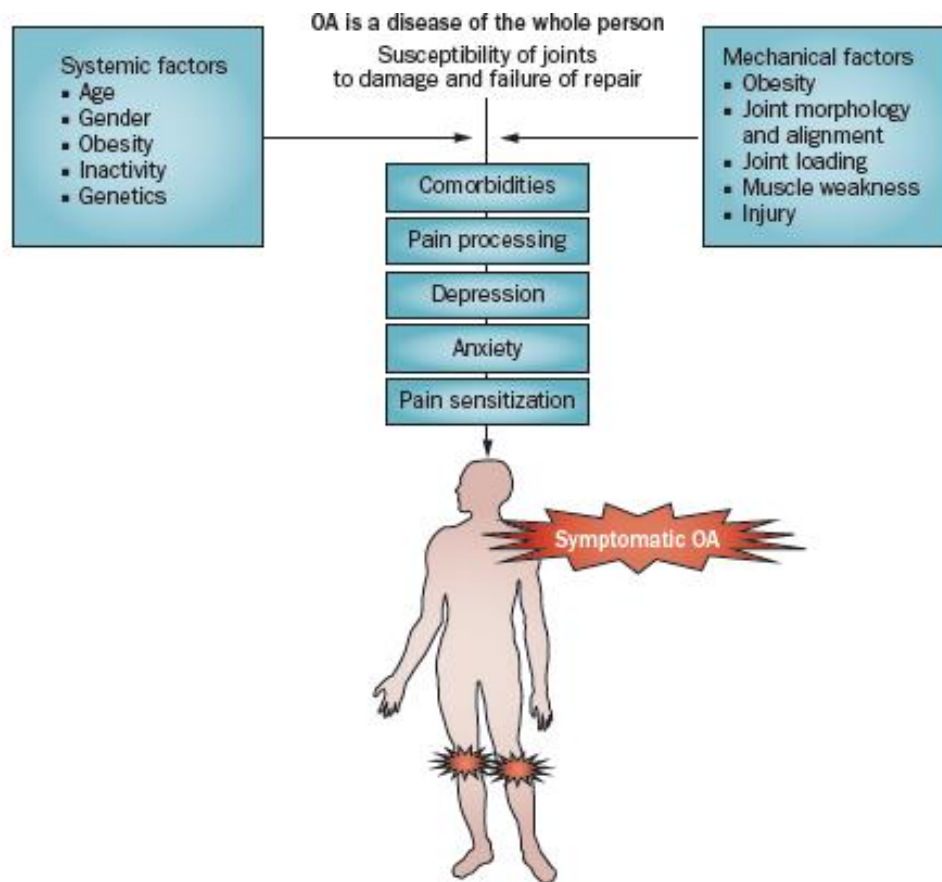 OA is a disease of the whole person
Susceptibility of joints
to damage and failure of repair
Systemic factors
▪ Age
▪ Gender
▪ Obesity
▪ Inactivity
▪ Genetics
Mechanical factors
▪ Obesity
▪ Joint morphology
and alignment
▪ Joint loading
▪ Muscle weakness
▪ Injury
Comorbidities
Pain processing
Depression
Anxiety
Pain sensitization
Symptomatic OA